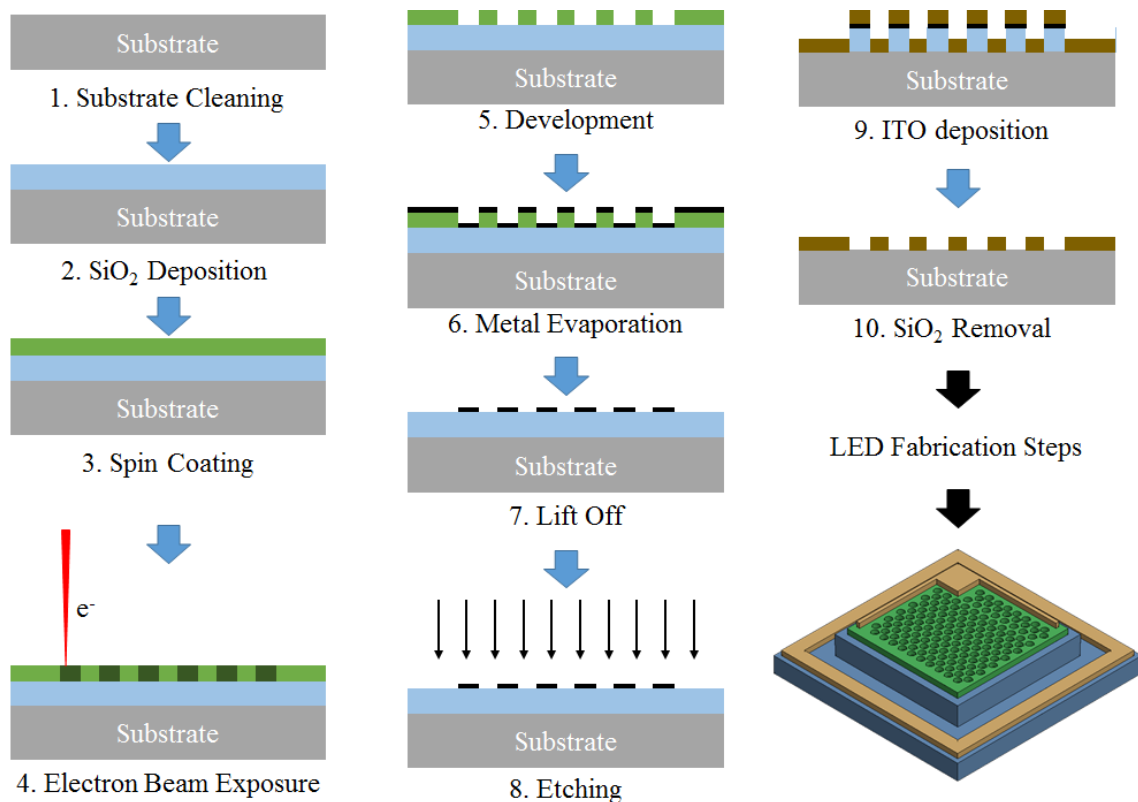 Substrate
1. Substrate Cleaning
Substrate
2. SiO₂ Deposition
Substrate
3. Spin Coating
e⁻
Substrate
4. Electron Beam Exposure
Substrate
5. Development
Substrate
6. Metal Evaporation
Substrate
7. Lift Off
Substrate
8. Etching
Substrate
9. ITO deposition
Substrate
10. SiO₂ Removal
LED Fabrication Steps